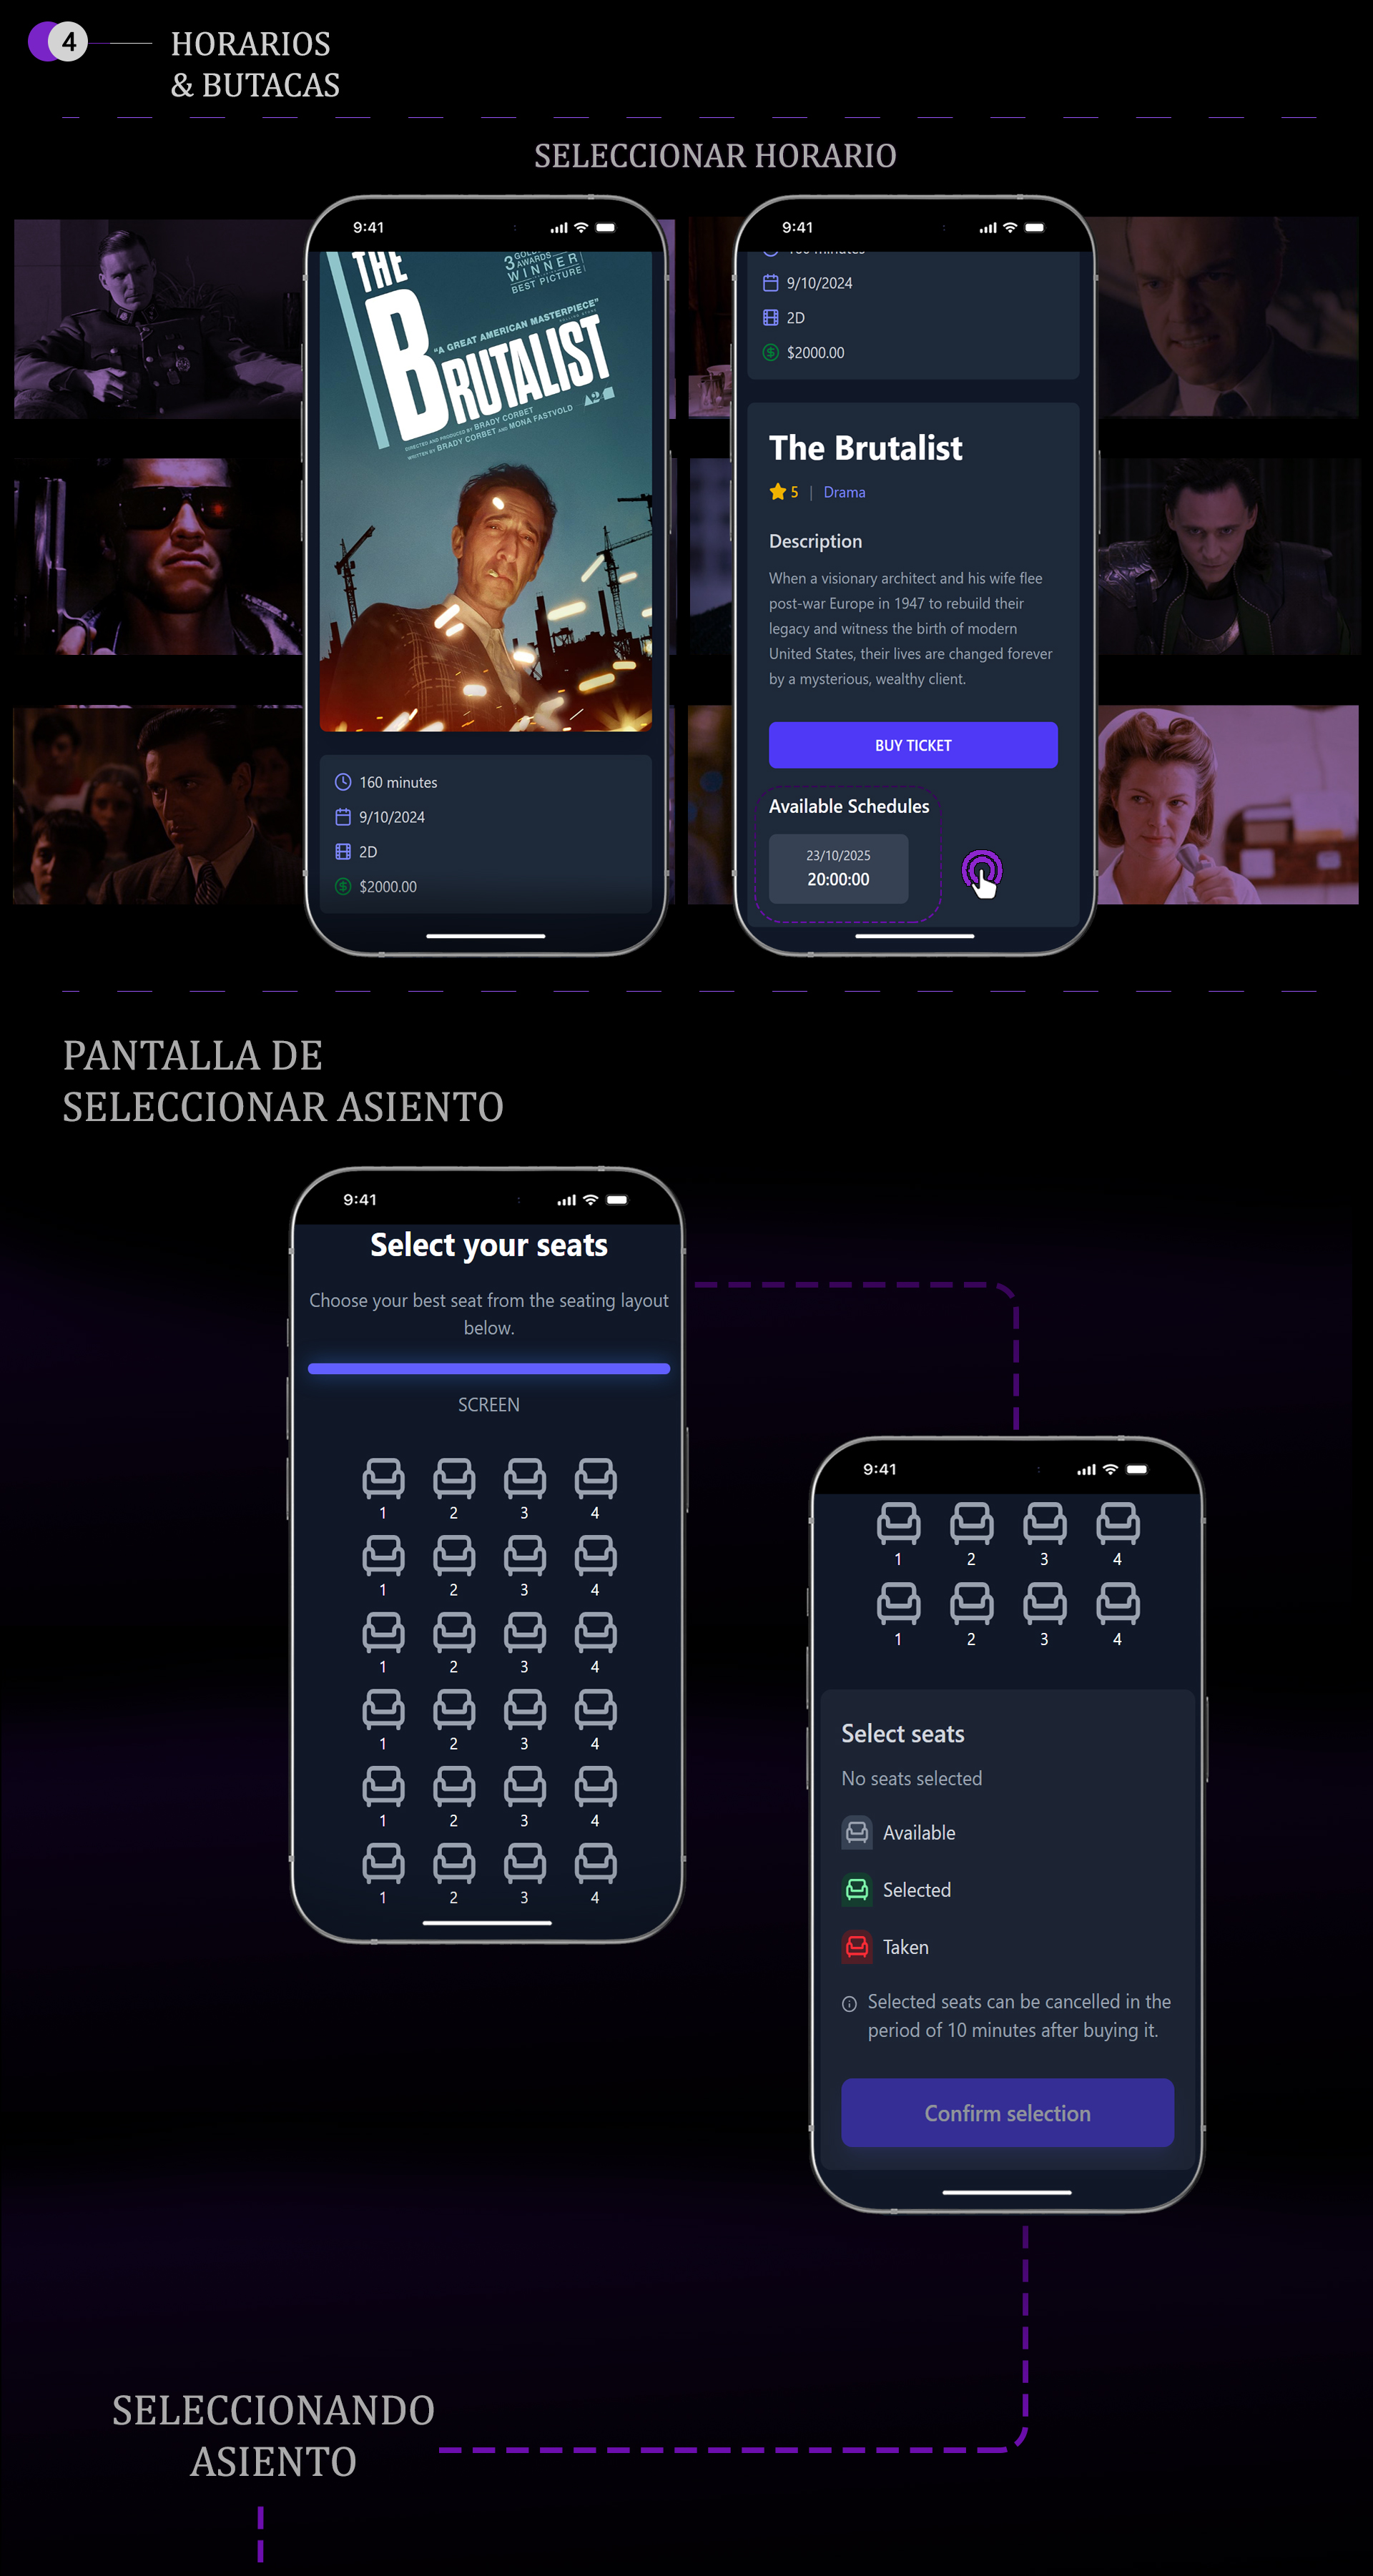 4
HORARIOS
& BUTACAS
SELECCIONAR HORARIO
9:41
THE
BRUTALIST
3 GOLDEN
AWARDS
WINNER
BEST PICTURE
"A GREAT AMERICAN MASTERPIECE"
DIRECTED AND PRODUCED BY BRADY CORBET
WRITTEN BY BRADY CORBET AND MONA FASTVOLD
A24
160 minutes
9/10/2024
2D
$2000.00
9:41
160 minutes
9/10/2024
2D
$2000.00
The Brutalist
5 | Drama
Description
When a visionary architect and his wife flee
post-war Europe in 1947 to rebuild their
legacy and witness the birth of modern
United States, their lives are changed forever
by a mysterious, wealthy client.
BUY TICKET
Available Schedules
23/10/2025
20:00:00
PANTALLA DE
SELECCIONAR ASIENTO
9:41
Select your seats
Choose your best seat from the seating layout
below.
SCREEN
1 2 3 4
1 2 3 4
1 2 3 4
1 2 3 4
1 2 3 4
1 2 3 4
9:41
1 2 3 4
1 2 3 4
Select seats
No seats selected
Available
Selected
Taken
Selected seats can be cancelled in the
period of 10 minutes after buying it.
Confirm selection
SELECCIONANDO
ASIENTO